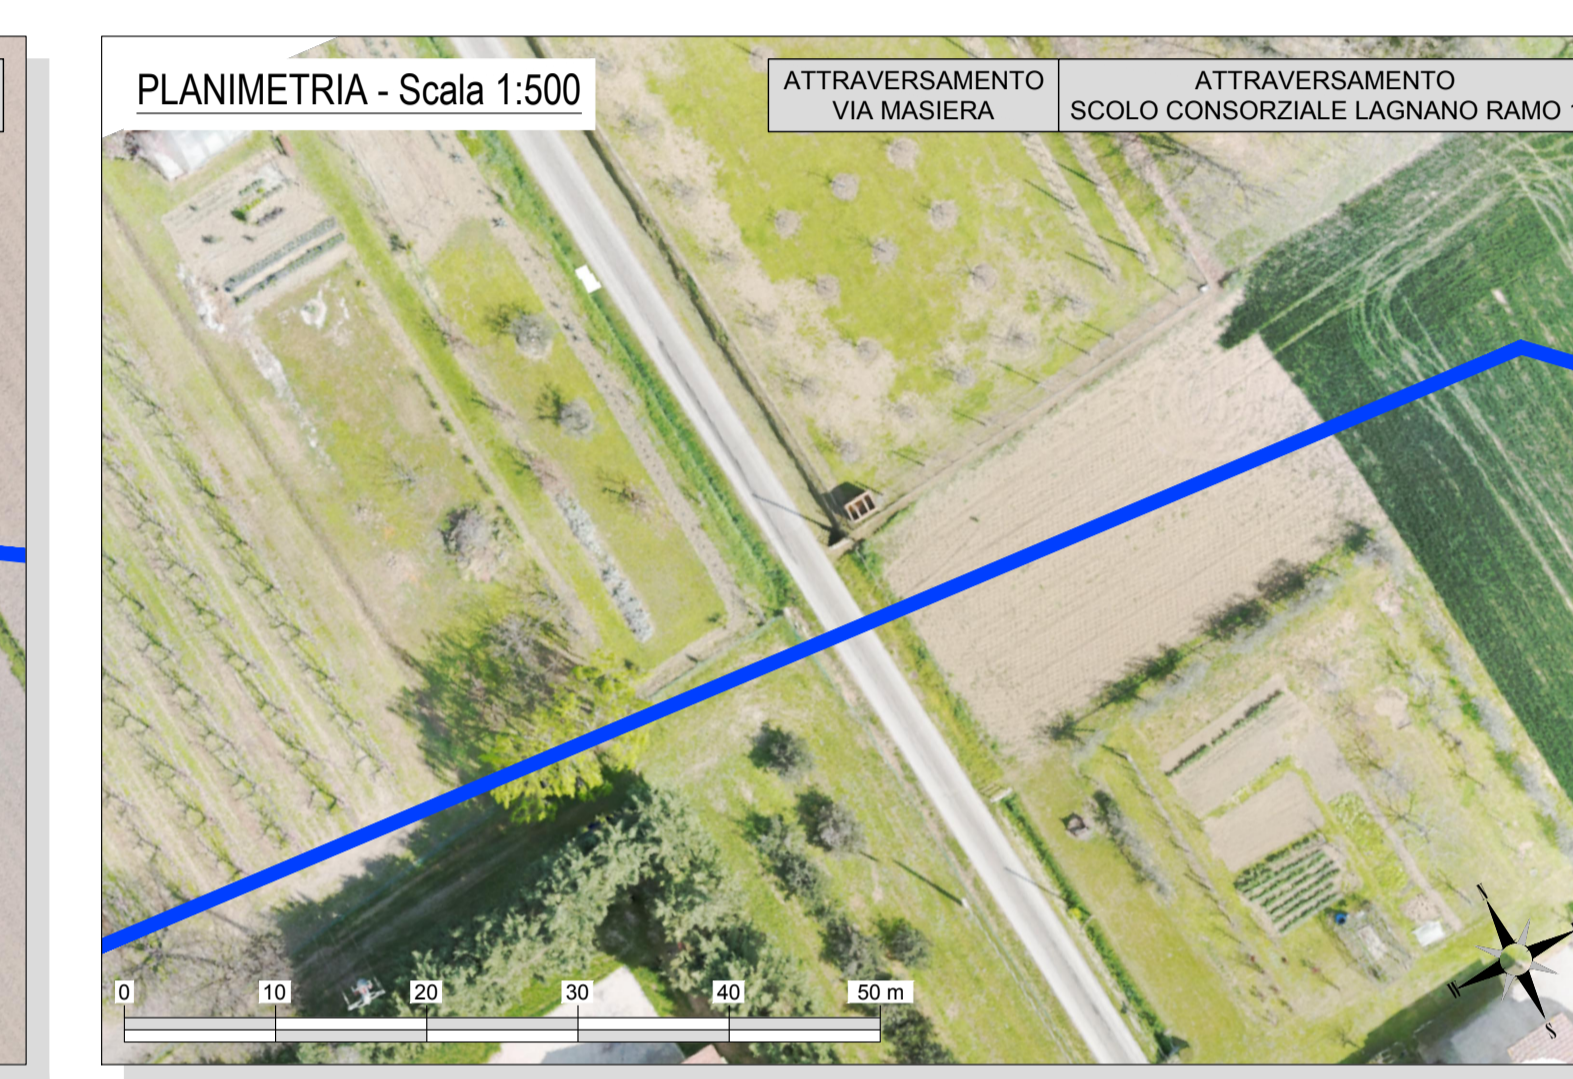 PLANIMETRIA - Scala 1:500
ATTRAVERSAMENTO
VIA MASIERA
ATTRAVERSAMENTO
SCOLO CONSORZIALE LAGNANO RAMO
0 10 20 30 40 50 m
S